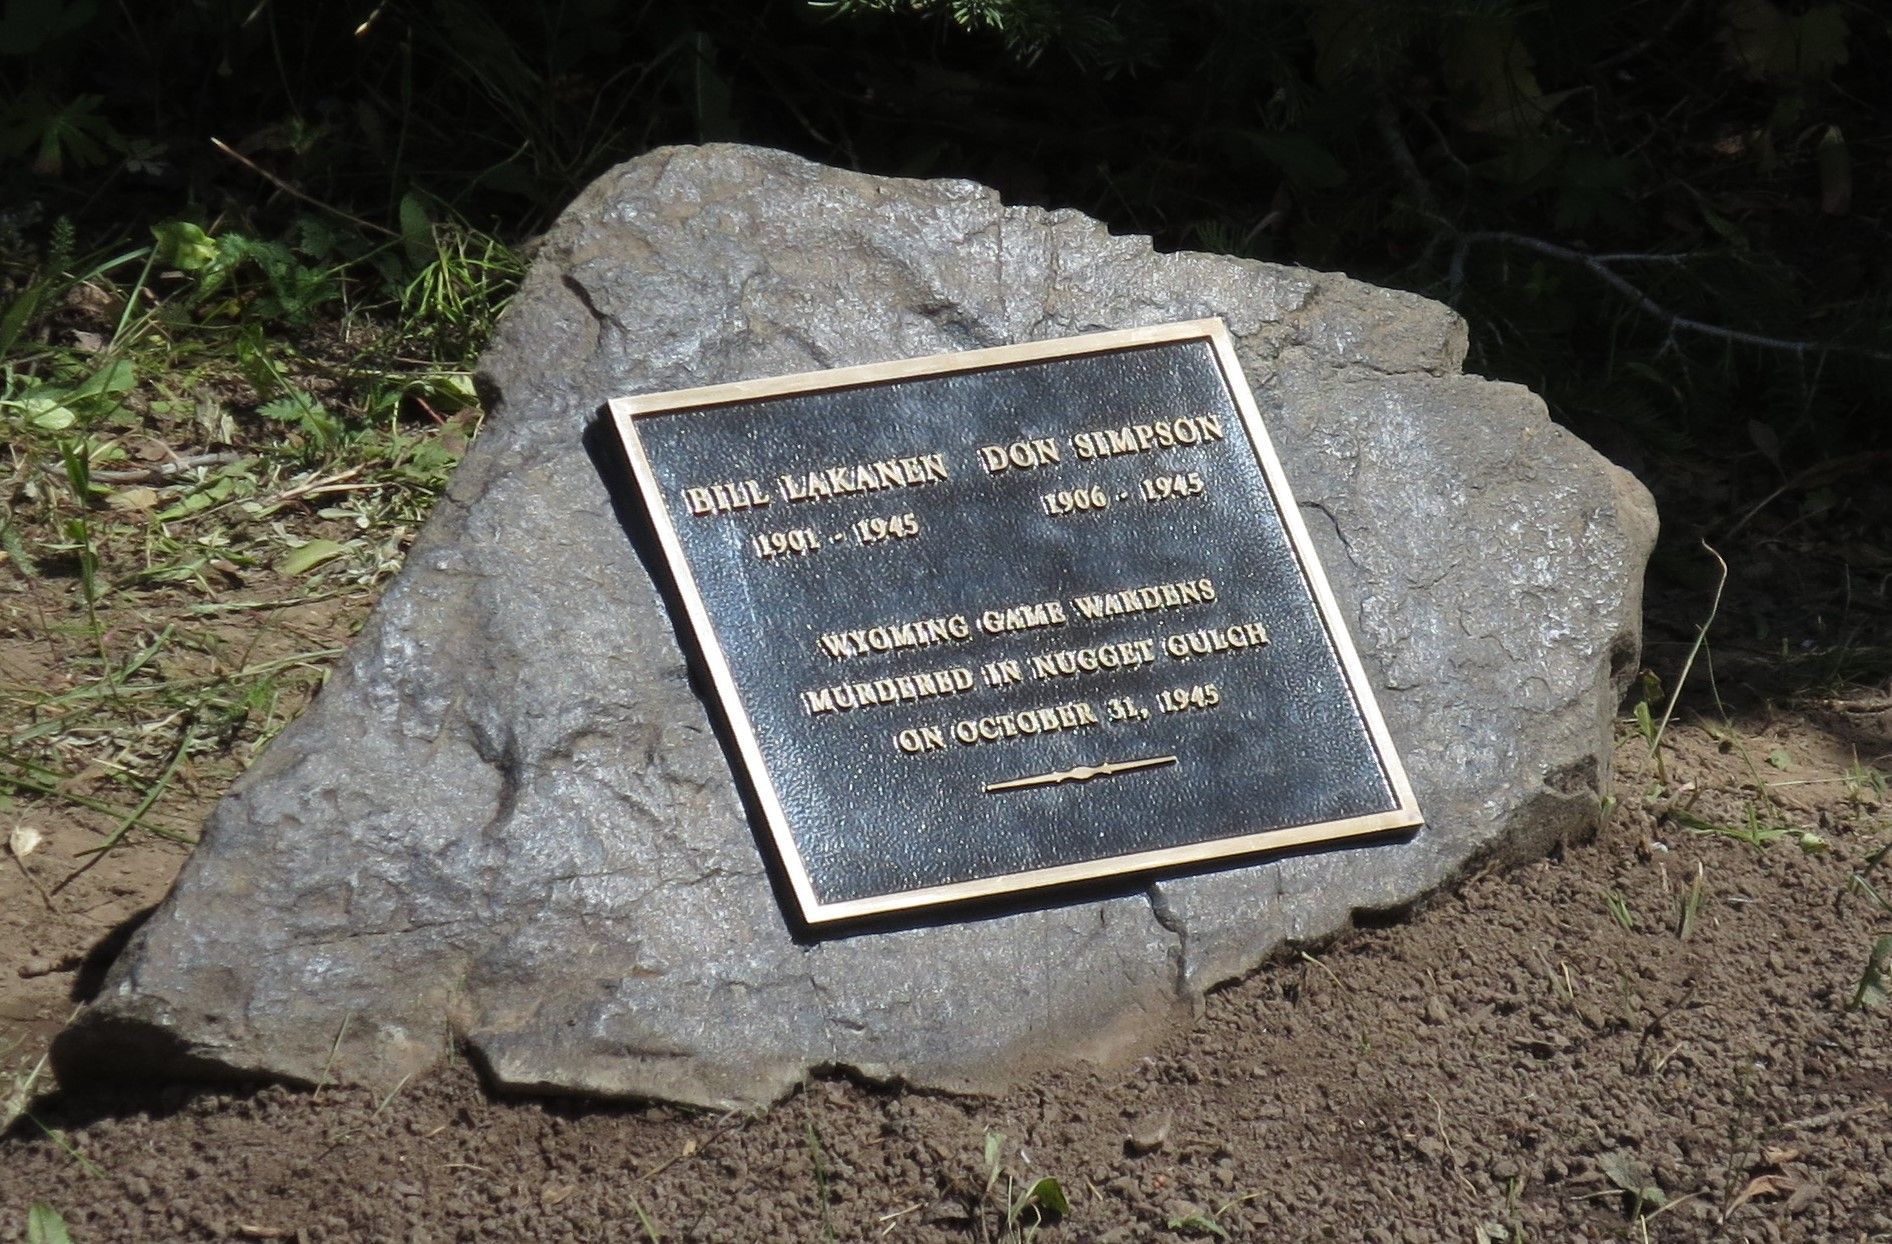 BILL LAKANEN DON SIMPSON
1901 - 1945 1906 - 1945
WYOMING GAME WARDENS
MURDERED IN NUGGET GULCH
ON OCTOBER 31, 1945